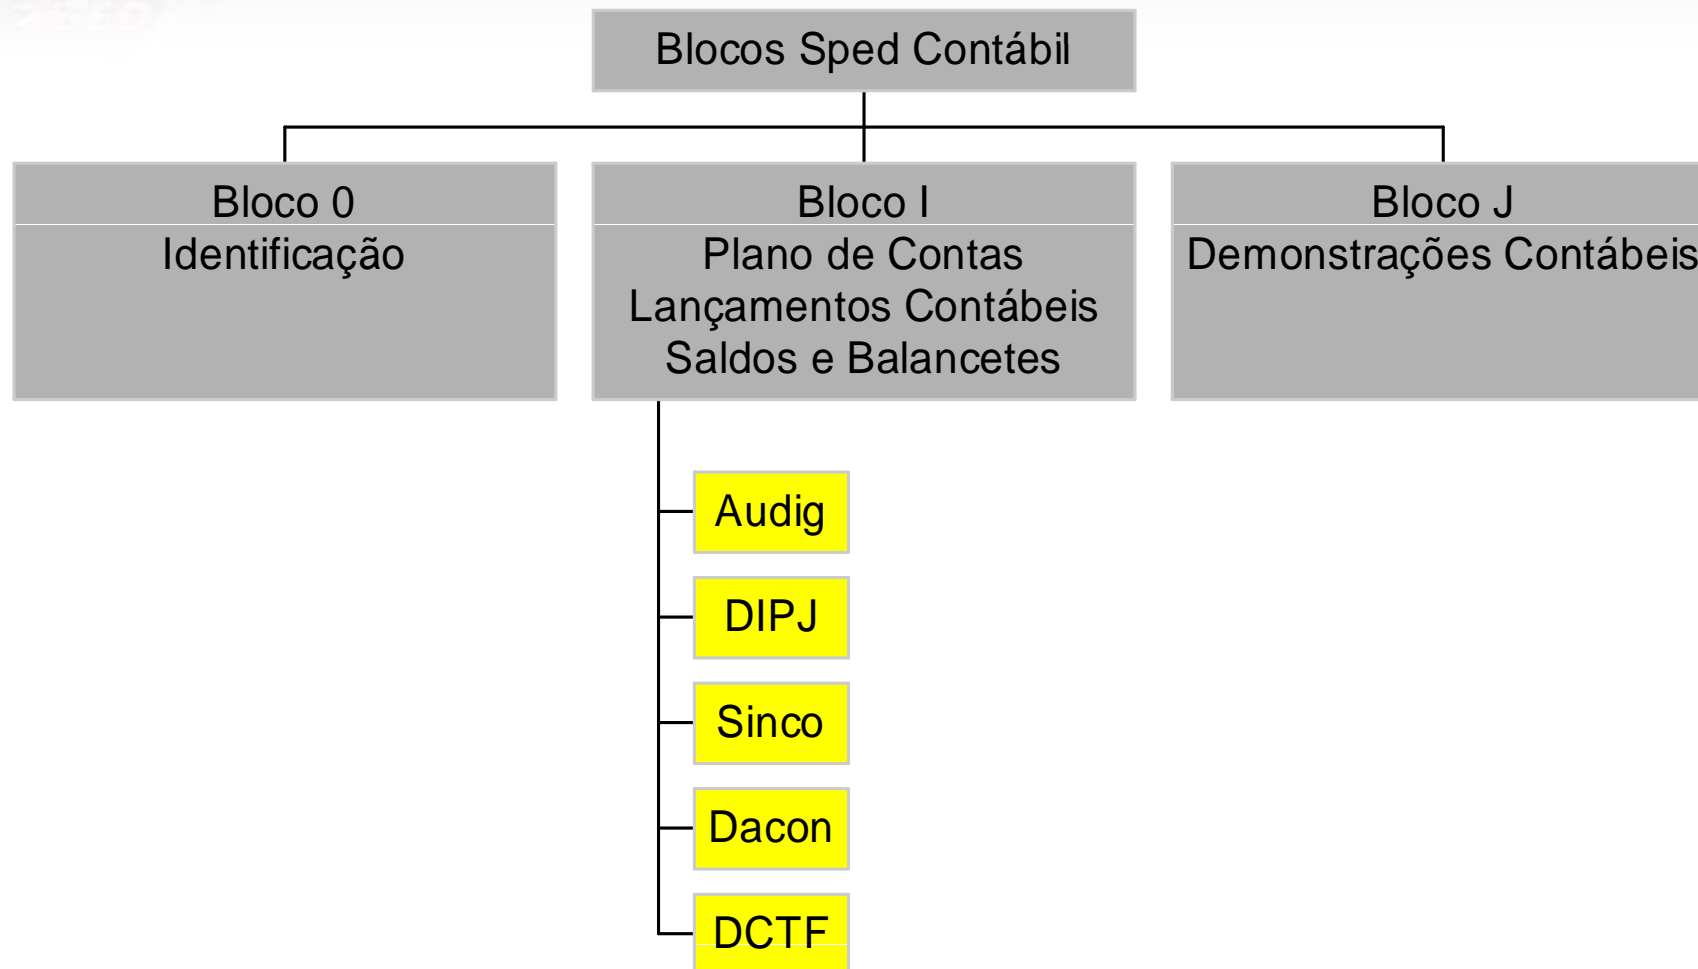 Blocos Sped Contábil
Bloco 0
Identificação
Bloco I
Plano de Contas
Lançamentos Contábeis
Saldos e Balancetes
Bloco J
Demonstrações Contábeis
Audig
DIPJ
Sinco
Dacon
DCTF